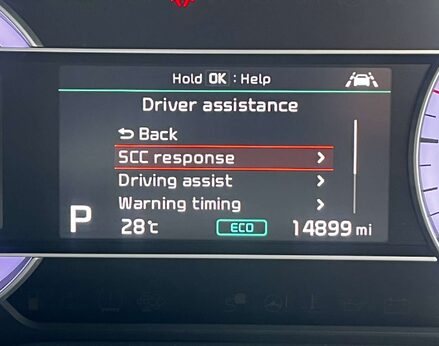 Hold OK : Help
Driver assistance
Back
SCC response
Driving assist
Warning timing
P 28℃ ECO 14899 mi